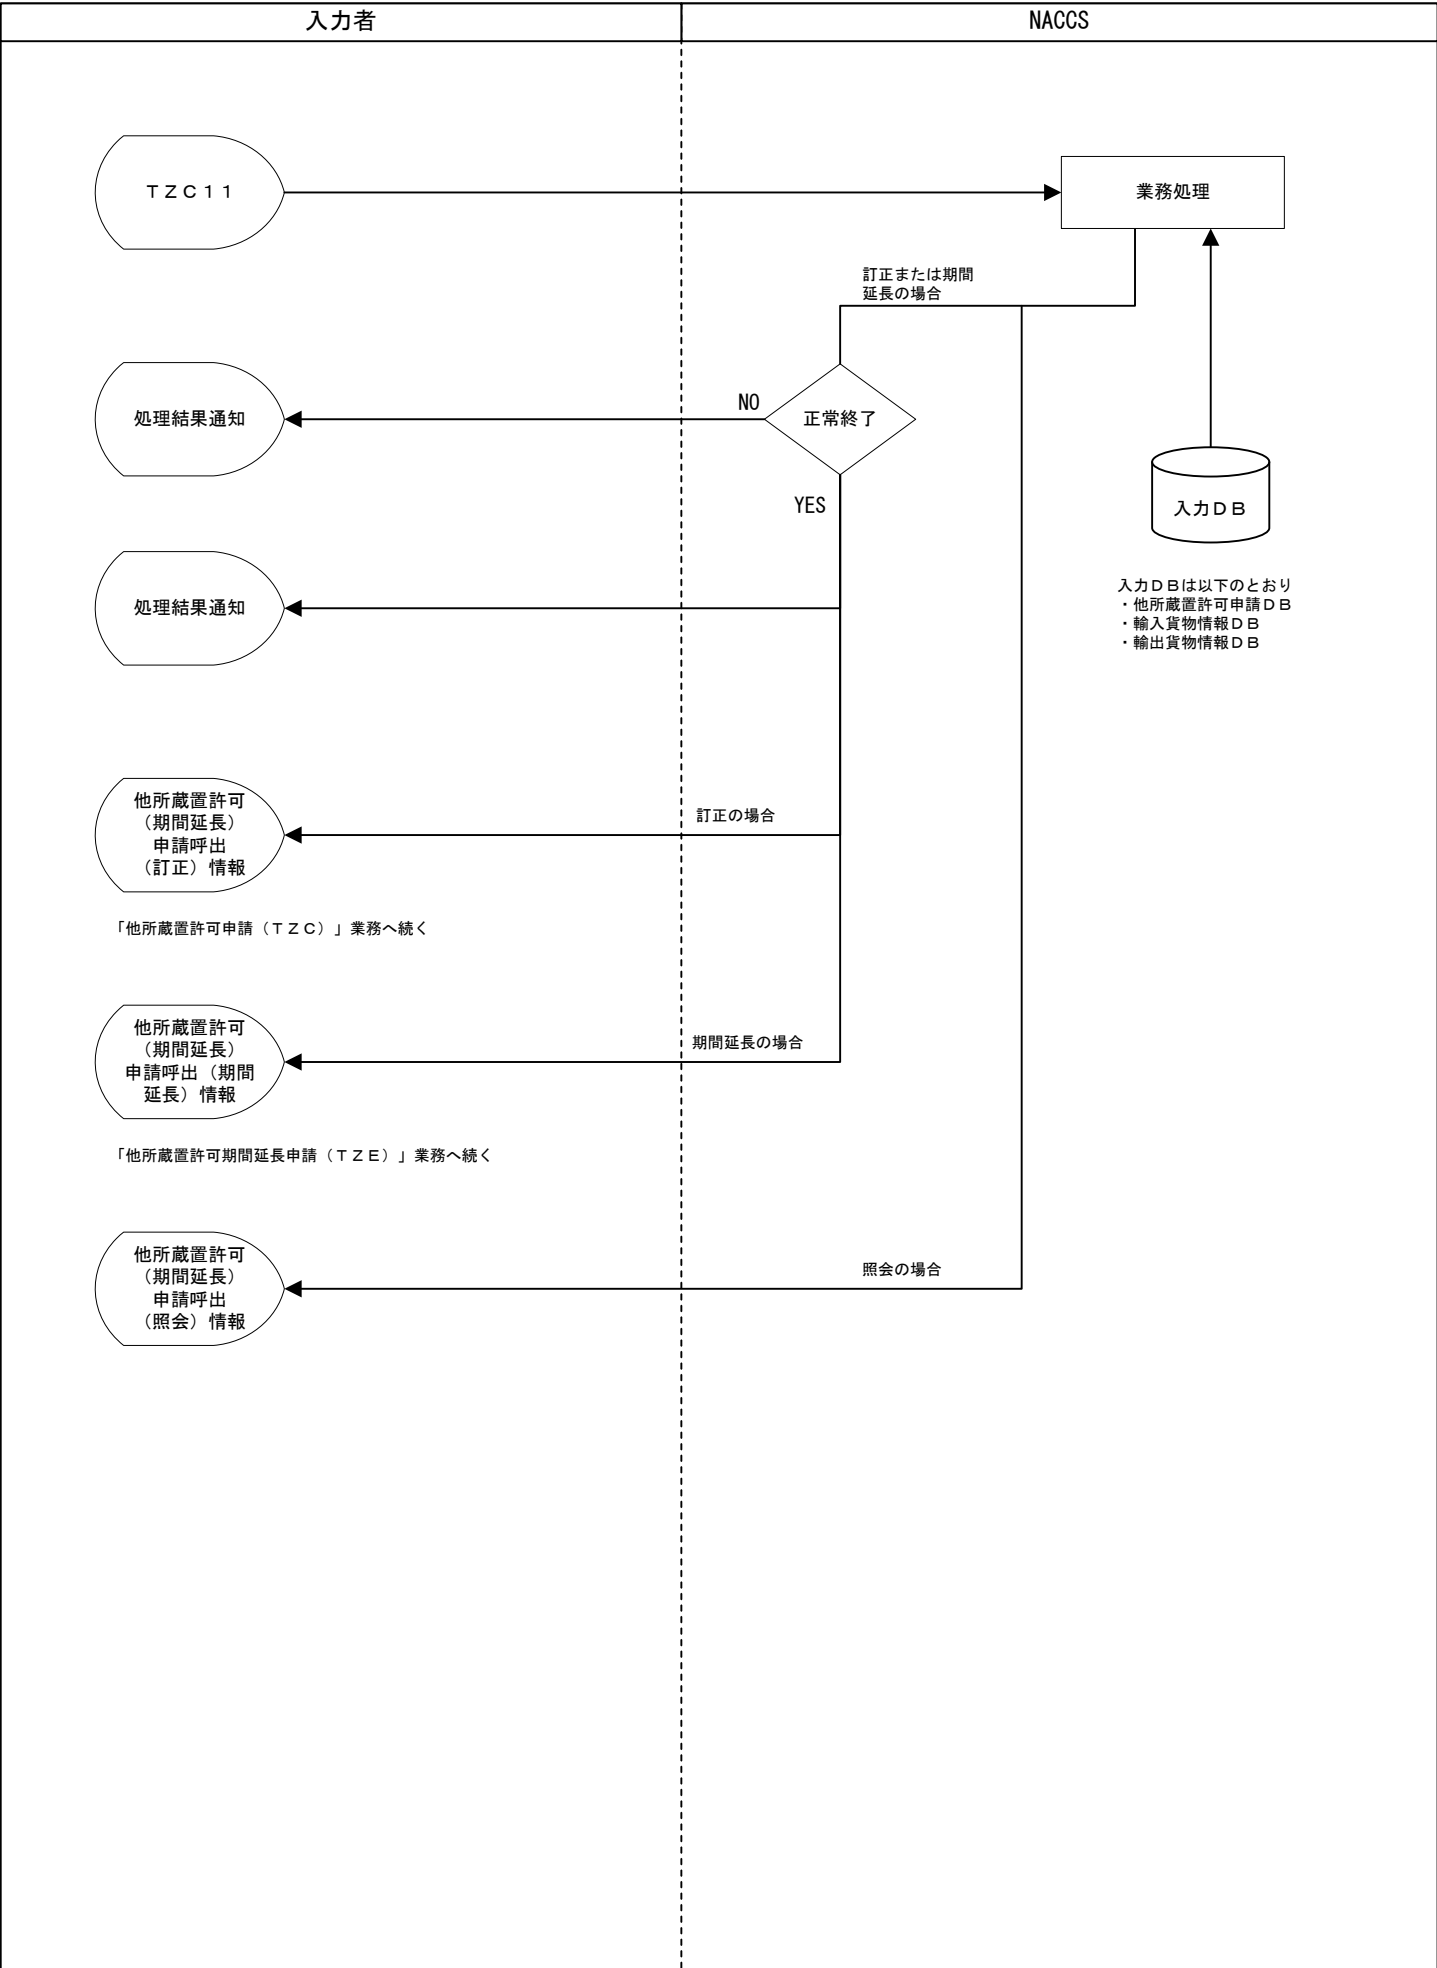 入力者
NACCS
ＴＺＣ１１
業務処理
訂正または期間
延長の場合
処理結果通知
NO
正常終了
YES
入力ＤＢ
処理結果通知
入力ＤＢは以下のとおり
・他所蔵置許可申請ＤＢ
・輸入貨物情報ＤＢ
・輸出貨物情報ＤＢ
他所蔵置許可
（期間延長）
申請呼出
（訂正）情報
訂正の場合
「他所蔵置許可申請（ＴＺＣ）」業務へ続く
他所蔵置許可
（期間延長）
申請呼出（期間
延長）情報
期間延長の場合
「他所蔵置許可期間延長申請（ＴＺＥ）」業務へ続く
他所蔵置許可
（期間延長）
申請呼出
（照会）情報
照会の場合